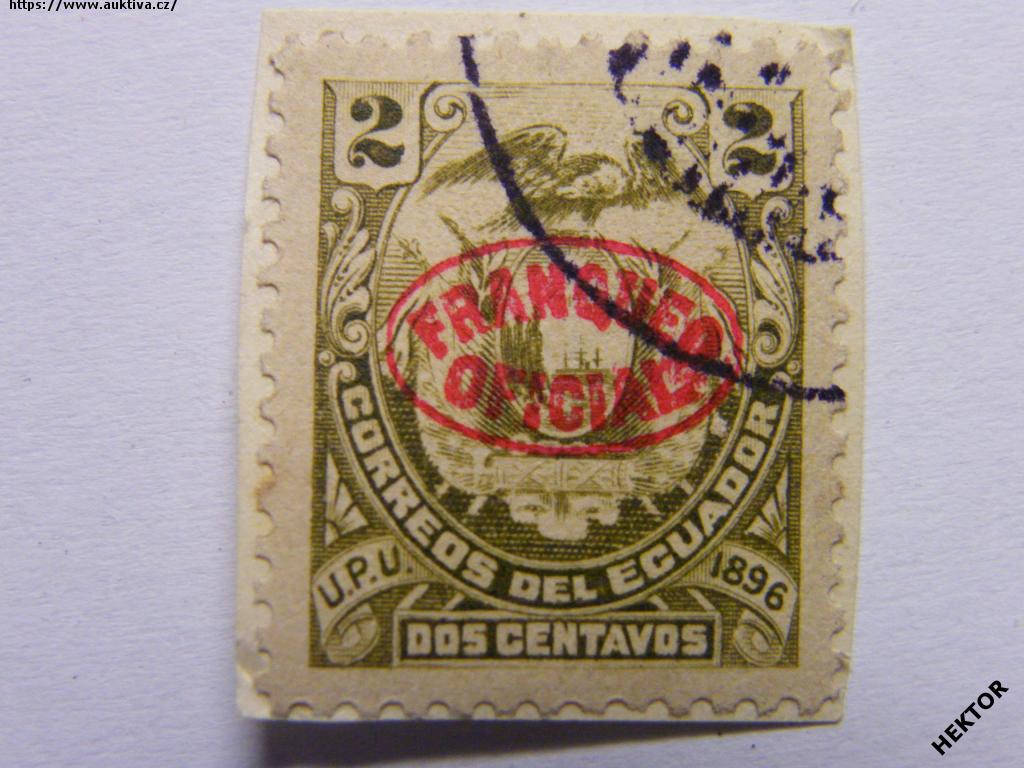 https://www.auktiva.cz/
2 2
FRANQUEO
OFICIAL
CORREOS DEL ECUADOR
U.P.U. 1896
DOS CENTAVOS
HEKTOR